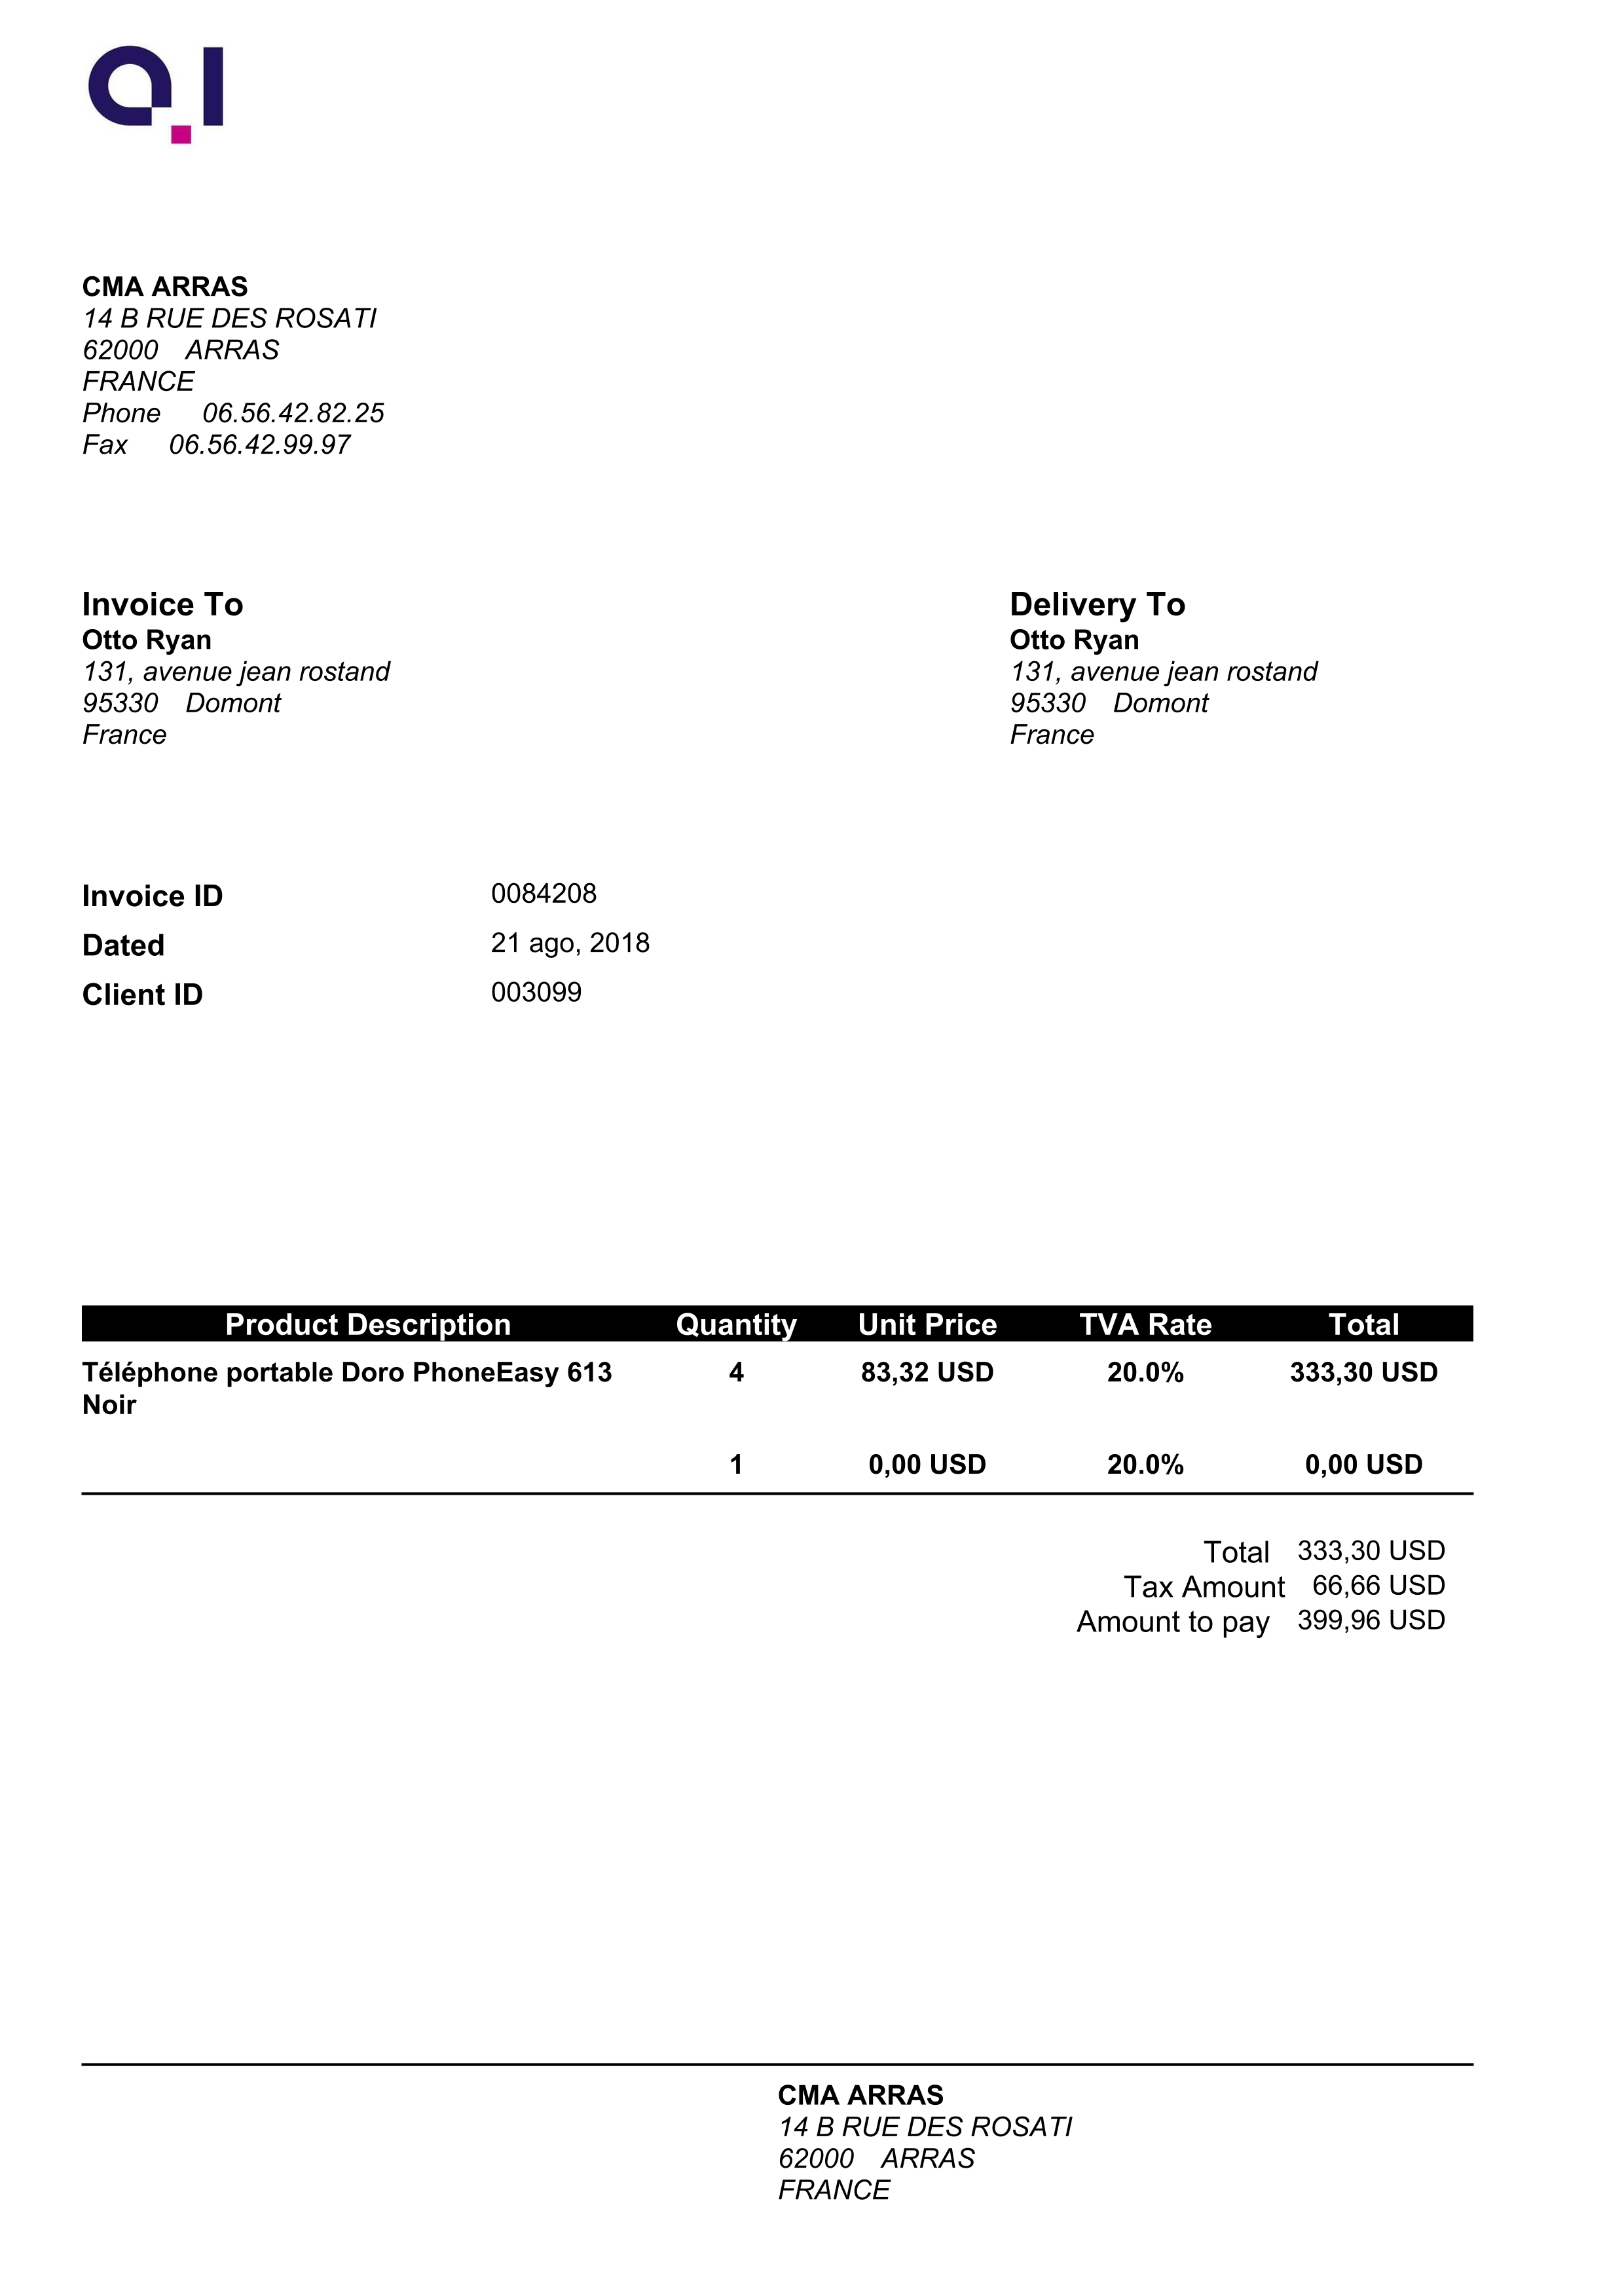 CMA ARRAS
14 B RUE DES ROSATI
62000 ARRAS
FRANCE
Phone 06.56.42.82.25
Fax 06.56.42.99.97
Invoice To
Otto Ryan
131, avenue jean rostand
95330 Domont
France
Delivery To
Otto Ryan
131, avenue jean rostand
95330 Domont
France
Invoice ID 0084208
Dated 21 ago, 2018
Client ID 003099
Product Description Quantity Unit Price TVA Rate Total
Téléphone portable Doro PhoneEasy 613 4 83,32 USD 20.0% 333,30 USD
Noir
1 0,00 USD 20.0% 0,00 USD
Total 333,30 USD
Tax Amount 66,66 USD
Amount to pay 399,96 USD
CMA ARRAS
14 B RUE DES ROSATI
62000 ARRAS
FRANCE